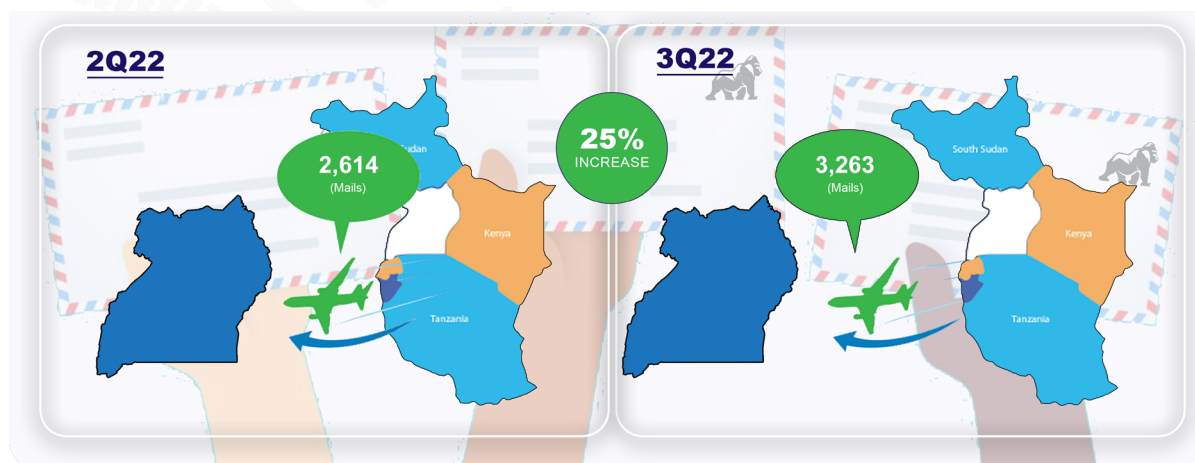 2Q22
2,614
(Mails)
Sudan
Kenya
Tanzania
25%
INCREASE
3Q22
3,263
(Mails)
South Sudan
Kenya
Tanzania